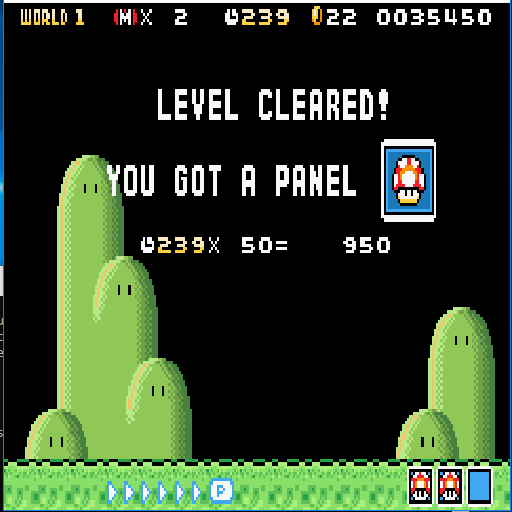 WORLD 1 (M)X 2 239 22 0035450
LEVEL CLEARED!
YOU GOT A PANEL
239X 50= 950
P